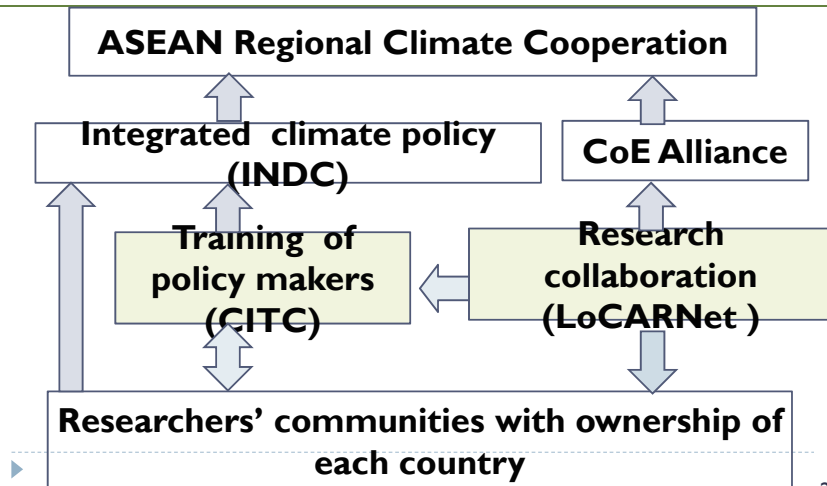 ASEAN Regional Climate Cooperation
Integrated climate policy
(INDC)
CoE Alliance
Training of
policy makers
(CITC)
Research
collaboration
(LoCARNet )
Researchers’ communities with ownership of
each country